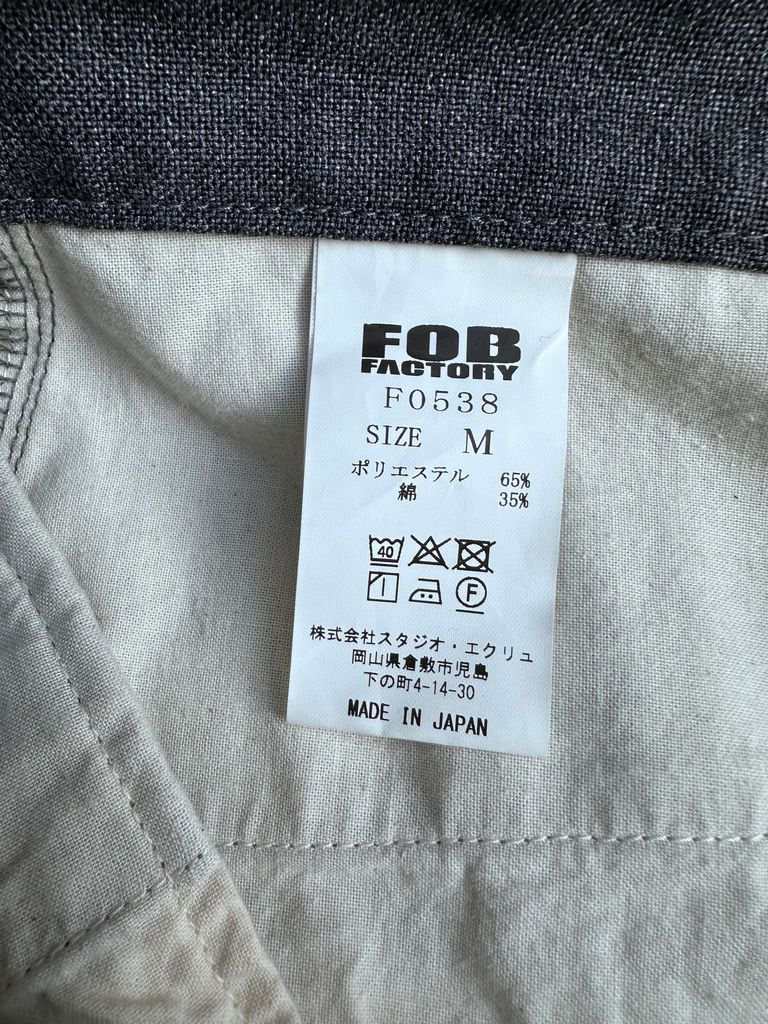 FOB
FACTORY
F0538
SIZE M
ポリエステル 65%
綿 35%
40
F
株式会社スタジオ・エクリュ
岡山県倉敷市児島
下の町4-14-30
MADE IN JAPAN